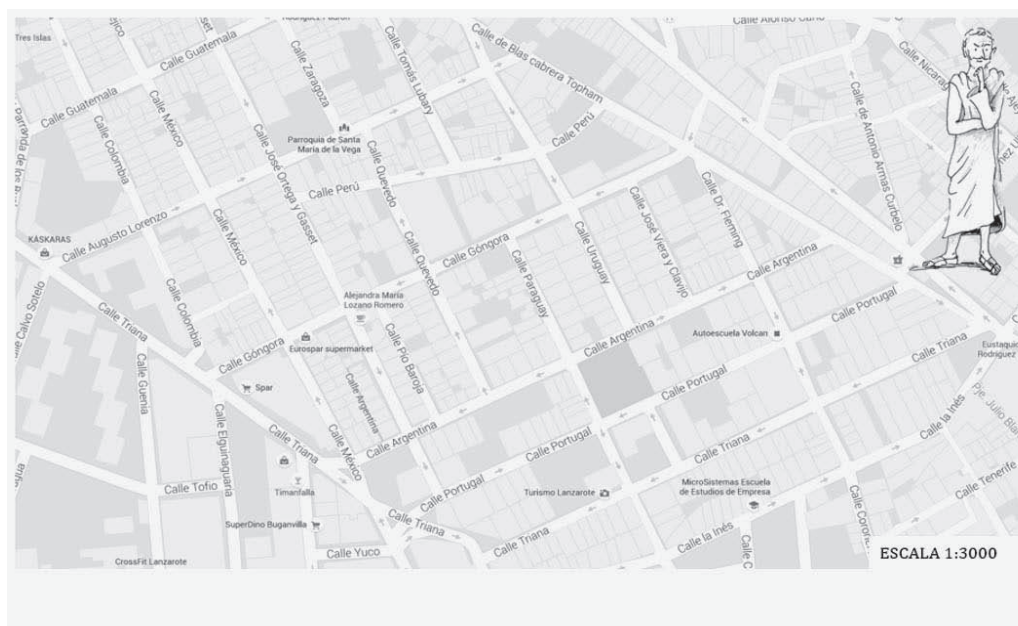 Tres Islas
Calle Guatemala
Calle Guatemala
Calle México
Calle Colombia
Calle Zaragoza
Calle Tomás Lubary
Calle de Blas cabrera Topham
Calle Alonso Cano
Calle de Antonio Armas Curbelo
Parroquia de Santa
Maria de la Vega
Calle Perú
Calle Perú
Calle José Ortega y Gasset
Calle Quevedo
Calle Quevedo
KÁSKARAS
Calle Augusto Lorenzo
Calle México
Calle Colombia
Calle Góngora
Calle Paraguay
Calle Uruguay
Calle José Viera y Clavijo
Calle Dr. Fleming
Calle Argentina
Calle Portugal
Calle Triana
Calle Guenia
Alejandra María
Lozano Romero
Eurospar supermarket
Calle Góngora
Calle Pío Baroja
Calle Argentina
Autoescuela Volcan
Calle Triana
Spar
Calle Argentina
Calle Argentina
Calle Portugal
Calle Elguinaguaria
Calle Triana
Calle México
Timanfalla
Calle Portugal
Calle Portugal
Calle Triana
Calle la Inés
Calle Tofio
Turismo Lanzarote
MicroSistemas Escuela
de Estudios de Empresa
Calle Tenerife
SuperDino Buganvilla
Calle Triana
Calle Yuco
Calle Triana
Calle la Inés
CrossFit Lanzarote
ESCALA 1:3000